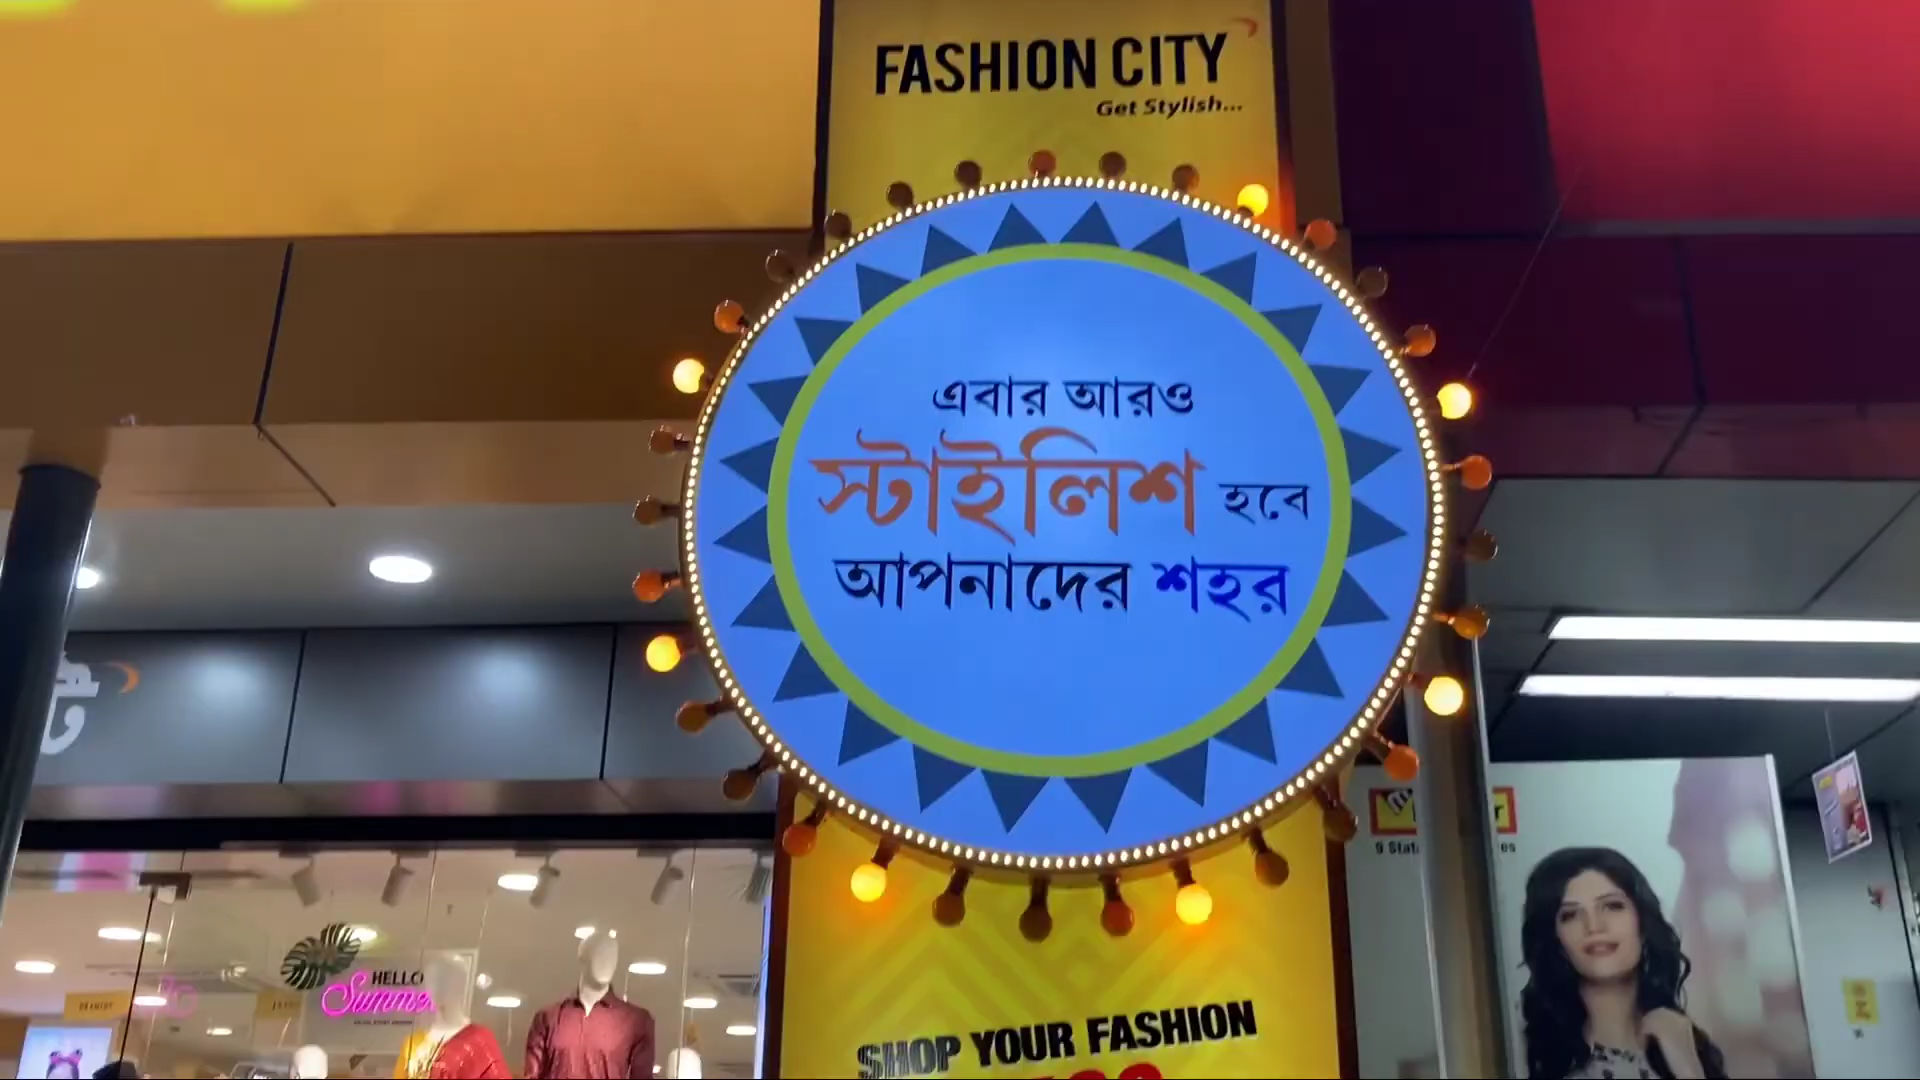 FASHION CITY
Get Stylish...
এবার আরও
স্টাইলিশ হবে
আপনাদের শহর
HELLO
Summer
SHOP YOUR FASHION